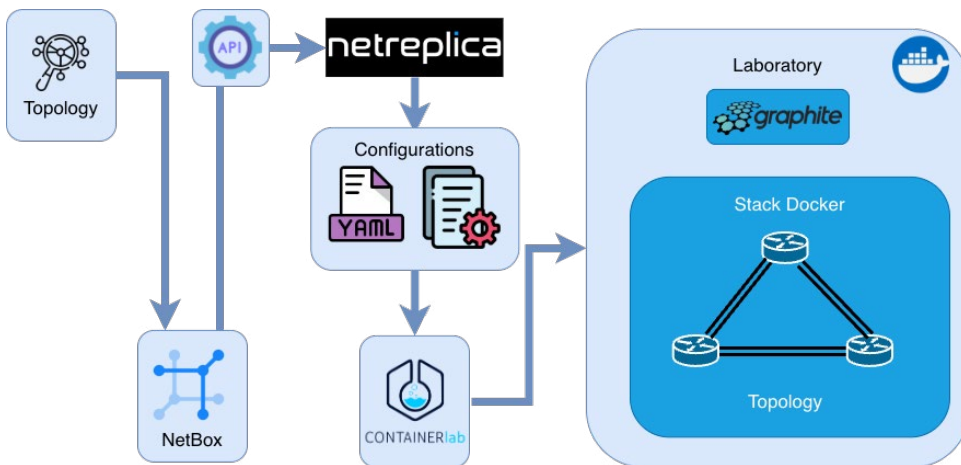 Topology
NetBox
API
netreplica
Configurations
YAML
CONTAINERlab
Laboratory
graphite
Stack Docker
Topology